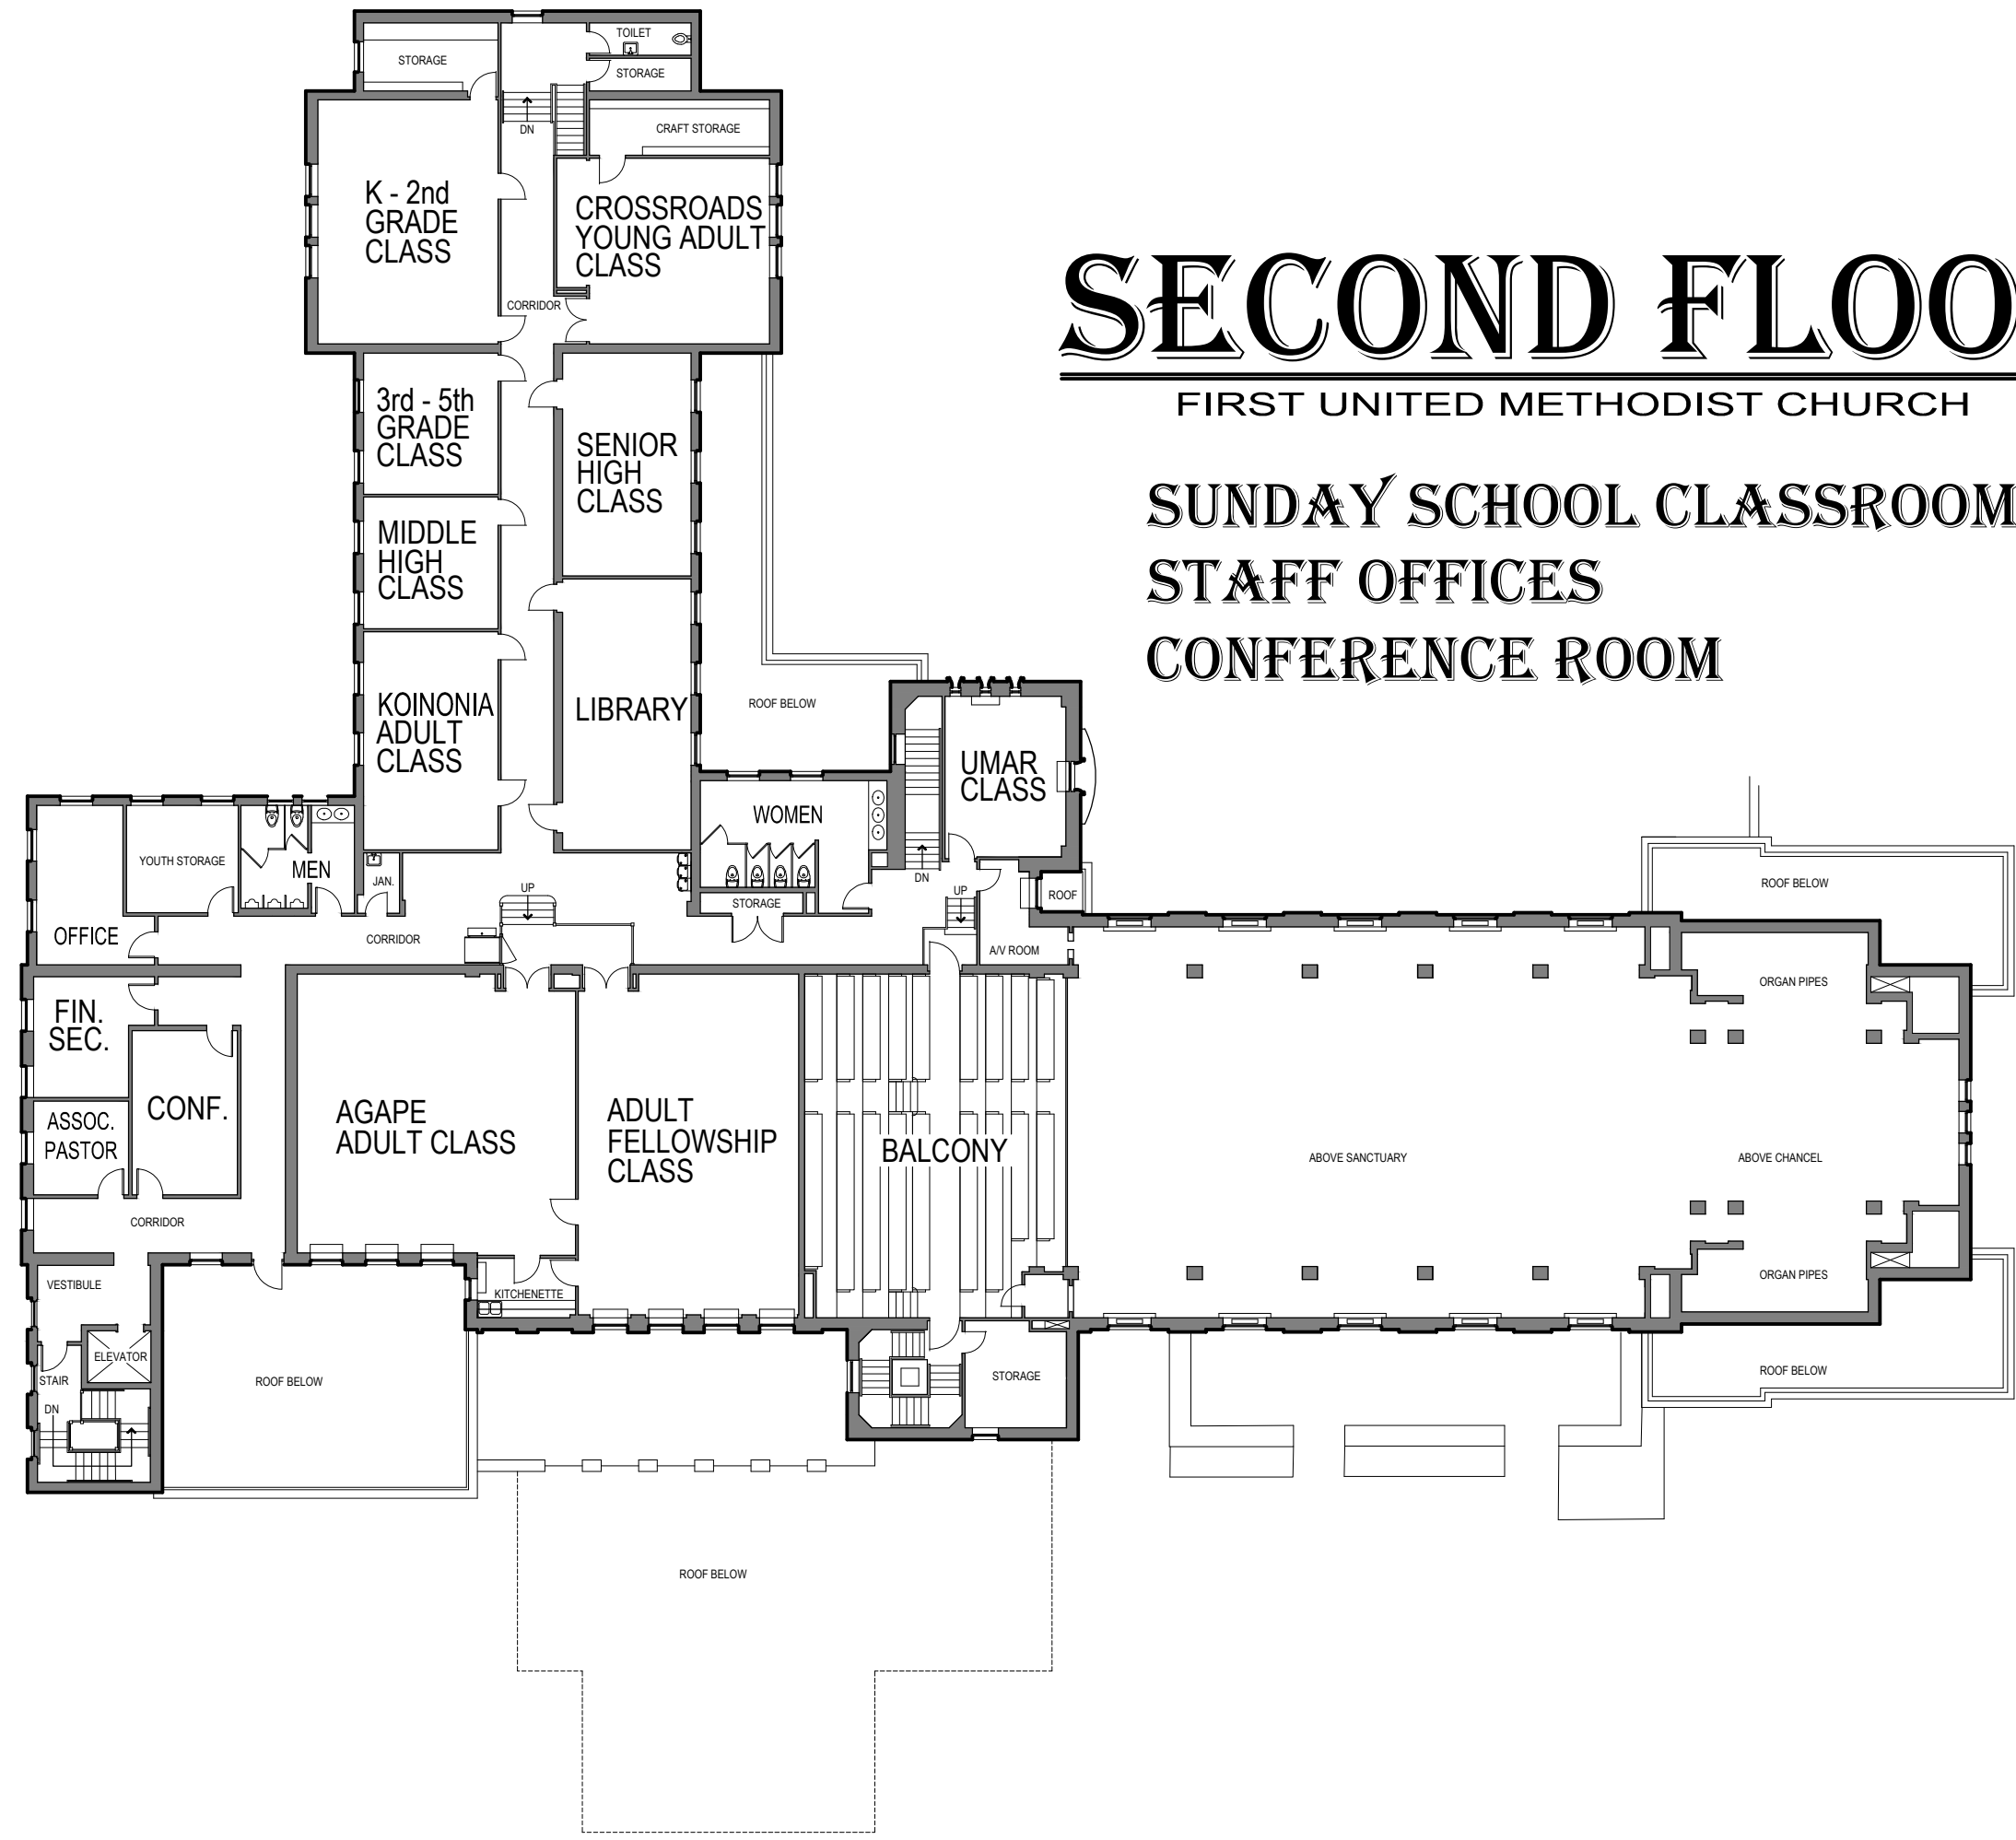 TOILET
STORAGE
STORAGE
CRAFT STORAGE
DN
K - 2nd
GRADE
CLASS
CROSSROADS
YOUNG ADULT
CLASS
CORRIDOR
SECOND FLOO
FIRST UNITED METHODIST CHURCH
SUNDAY SCHOOL CLASSROOM
STAFF OFFICES
CONFERENCE ROOM
3rd - 5th
GRADE
CLASS
SENIOR
HIGH
CLASS
MIDDLE
HIGH
CLASS
KOINONIA
ADULT
CLASS
LIBRARY
ROOF BELOW
UMAR
CLASS
WOMEN
YOUTH STORAGE
MEN
JAN.
UP
STORAGE
DN
UP
ROOF
ROOF BELOW
OFFICE
CORRIDOR
A/V ROOM
ORGAN PIPES
FIN.
SEC.
CONF.
ASSOC.
PASTOR
AGAPE
ADULT CLASS
ADULT
FELLOWSHIP
CLASS
BALCONY
ABOVE SANCTUARY
ABOVE CHANCEL
CORRIDOR
VESTIBULE
KITCHENETTE
ORGAN PIPES
ELEVATOR
STAIR
DN
ROOF BELOW
STORAGE
ROOF BELOW
ROOF BELOW